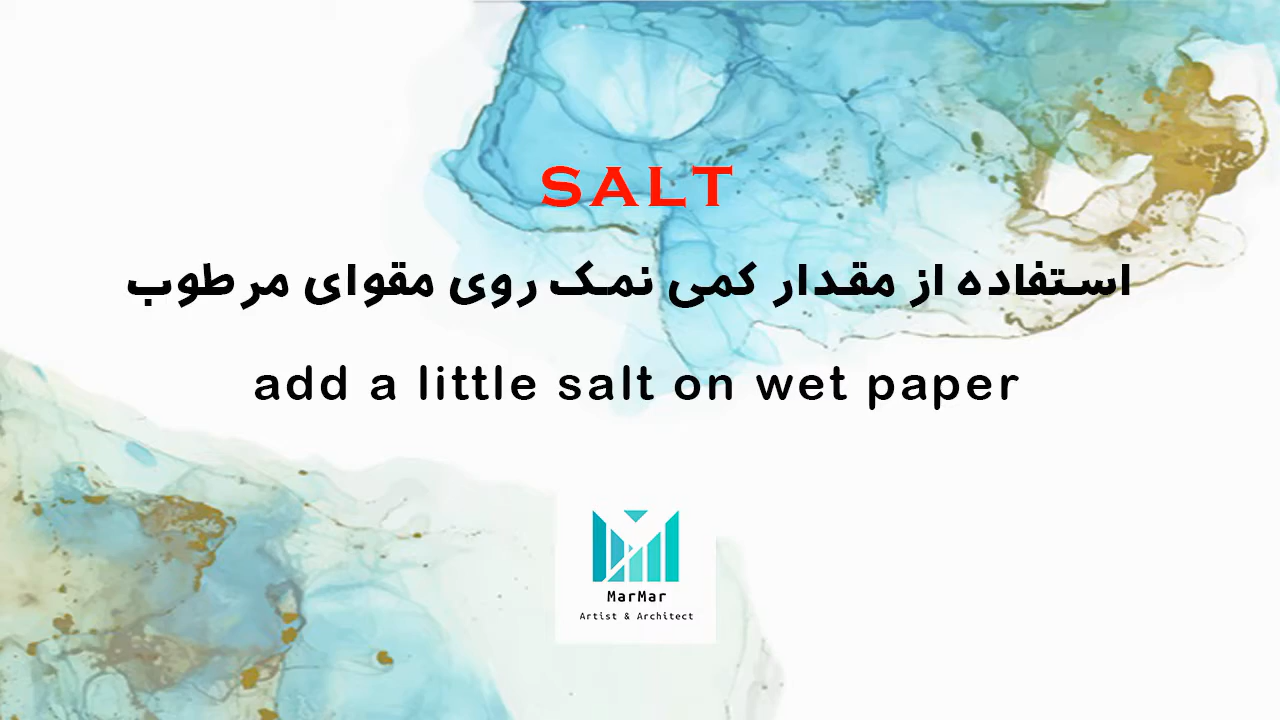 SALT
استفاده از مقدار کمی نمک روی مقوای مرطوب
add a little salt on wet paper
MarMar
Artist & Architect